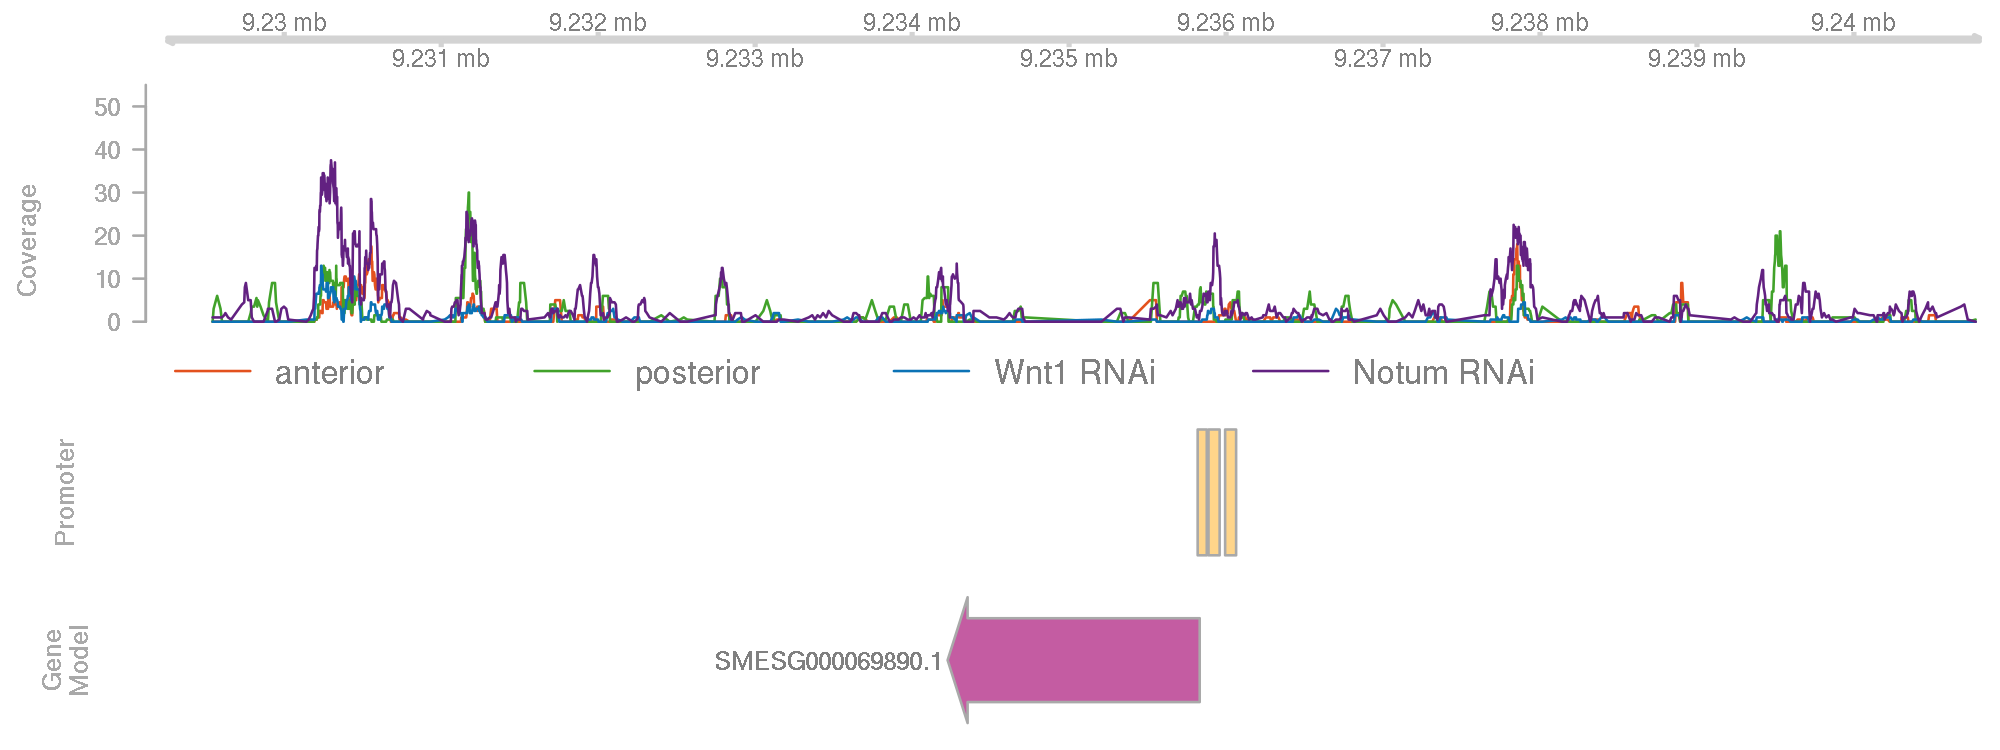 9.23 mb 9.232 mb 9.234 mb 9.236 mb 9.238 mb 9.24 mb
9.231 mb 9.233 mb 9.235 mb 9.237 mb 9.239 mb
50
40
30
20
10
0
Coverage
anterior posterior Wnt1 RNAi Notum RNAi
Promoter
Gene
Model
SMESG000069890.1